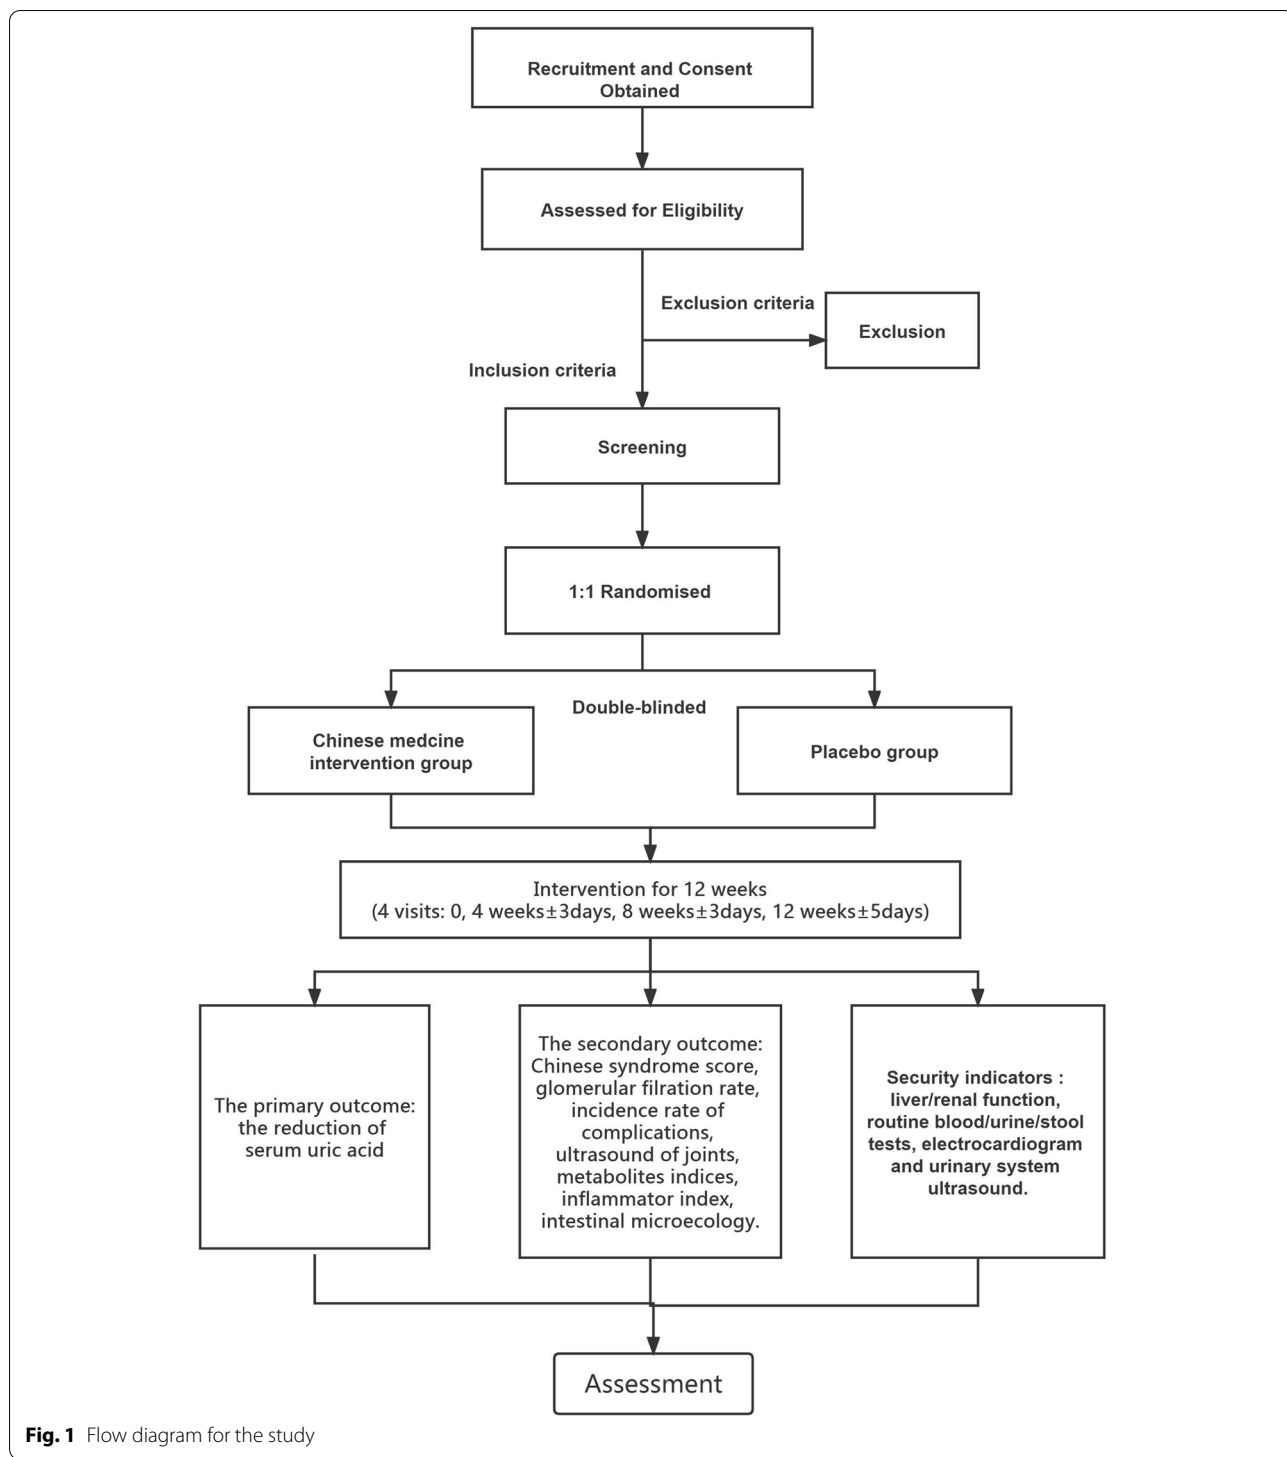 Recruitment and Consent
Obtained
Assessed for Eligibility
Exclusion criteria
Exclusion
Inclusion criteria
Screening
1:1 Randomised
Double-blinded
Chinese medcine
intervention group
Placebo group
Intervention for 12 weeks
(4 visits: 0, 4 weeks±3days, 8 weeks±3days, 12 weeks±5days)
The primary outcome:
the reduction of
serum uric acid
The secondary outcome:
Chinese syndrome score,
glomerular filration rate,
incidence rate of
complications,
ultrasound of joints,
metabolites indices,
inflammator index,
intestinal microecology.
Security indicators :
liver/renal function,
routine blood/urine/stool
tests, electrocardiogram
and urinary system
ultrasound.
Assessment
Fig. 1 Flow diagram for the study